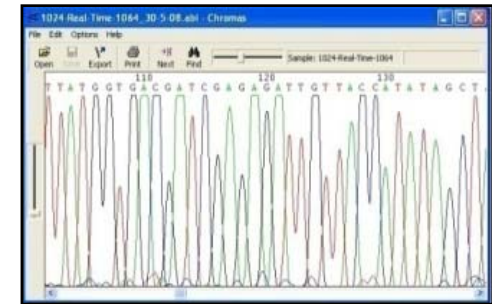 1024-Real-Time-1064_30-5-08.abi - Chromas
File Edit Options Help
Open Save Export Print Next Find Sample: 1024-Real-Time-1064
110 120 130
T T A T G G T G A C G A T C G A G A G A T T G T T A C C A T A T A G C T